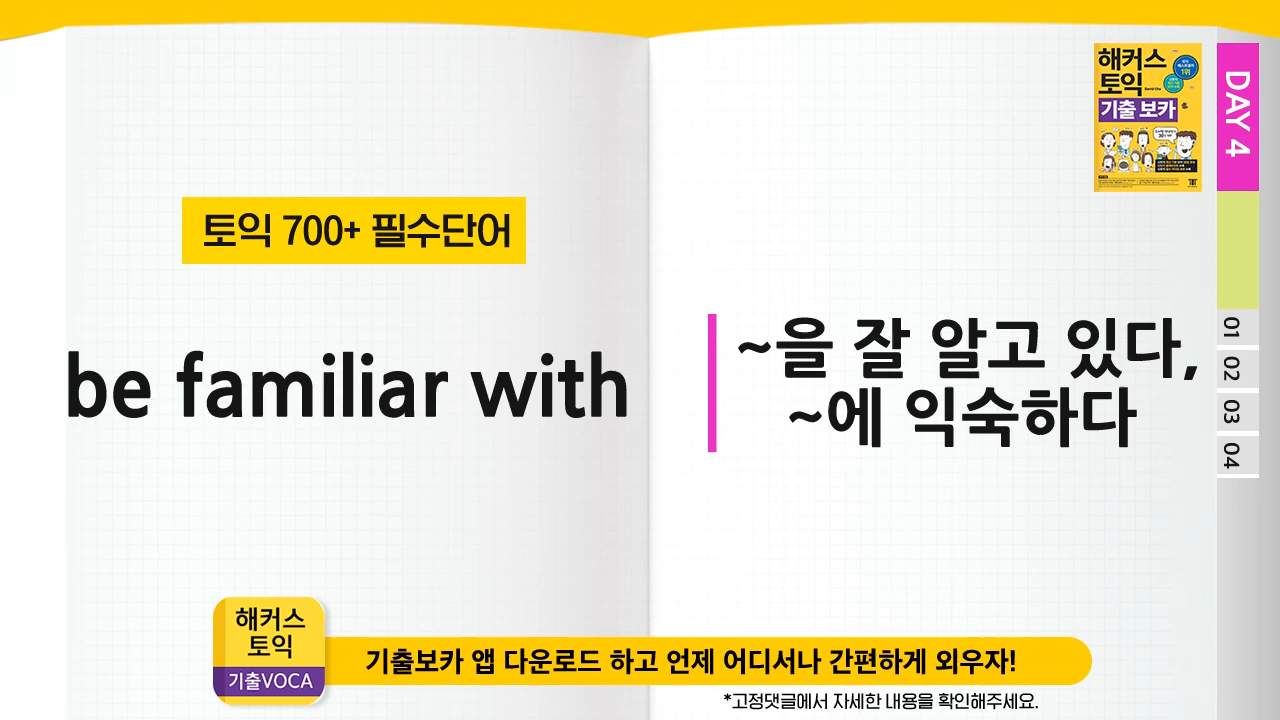 해커스
토익
기출 보카
DAY 4
토익 700+ 필수단어
be familiar with
~을 잘 알고 있다,
~에 익숙하다
01
02
03
04
해커스
토익
기출VOCA
기출보카 앱 다운로드 하고 언제 어디서나 간편하게 외우자!
*고정댓글에서 자세한 내용을 확인해주세요.